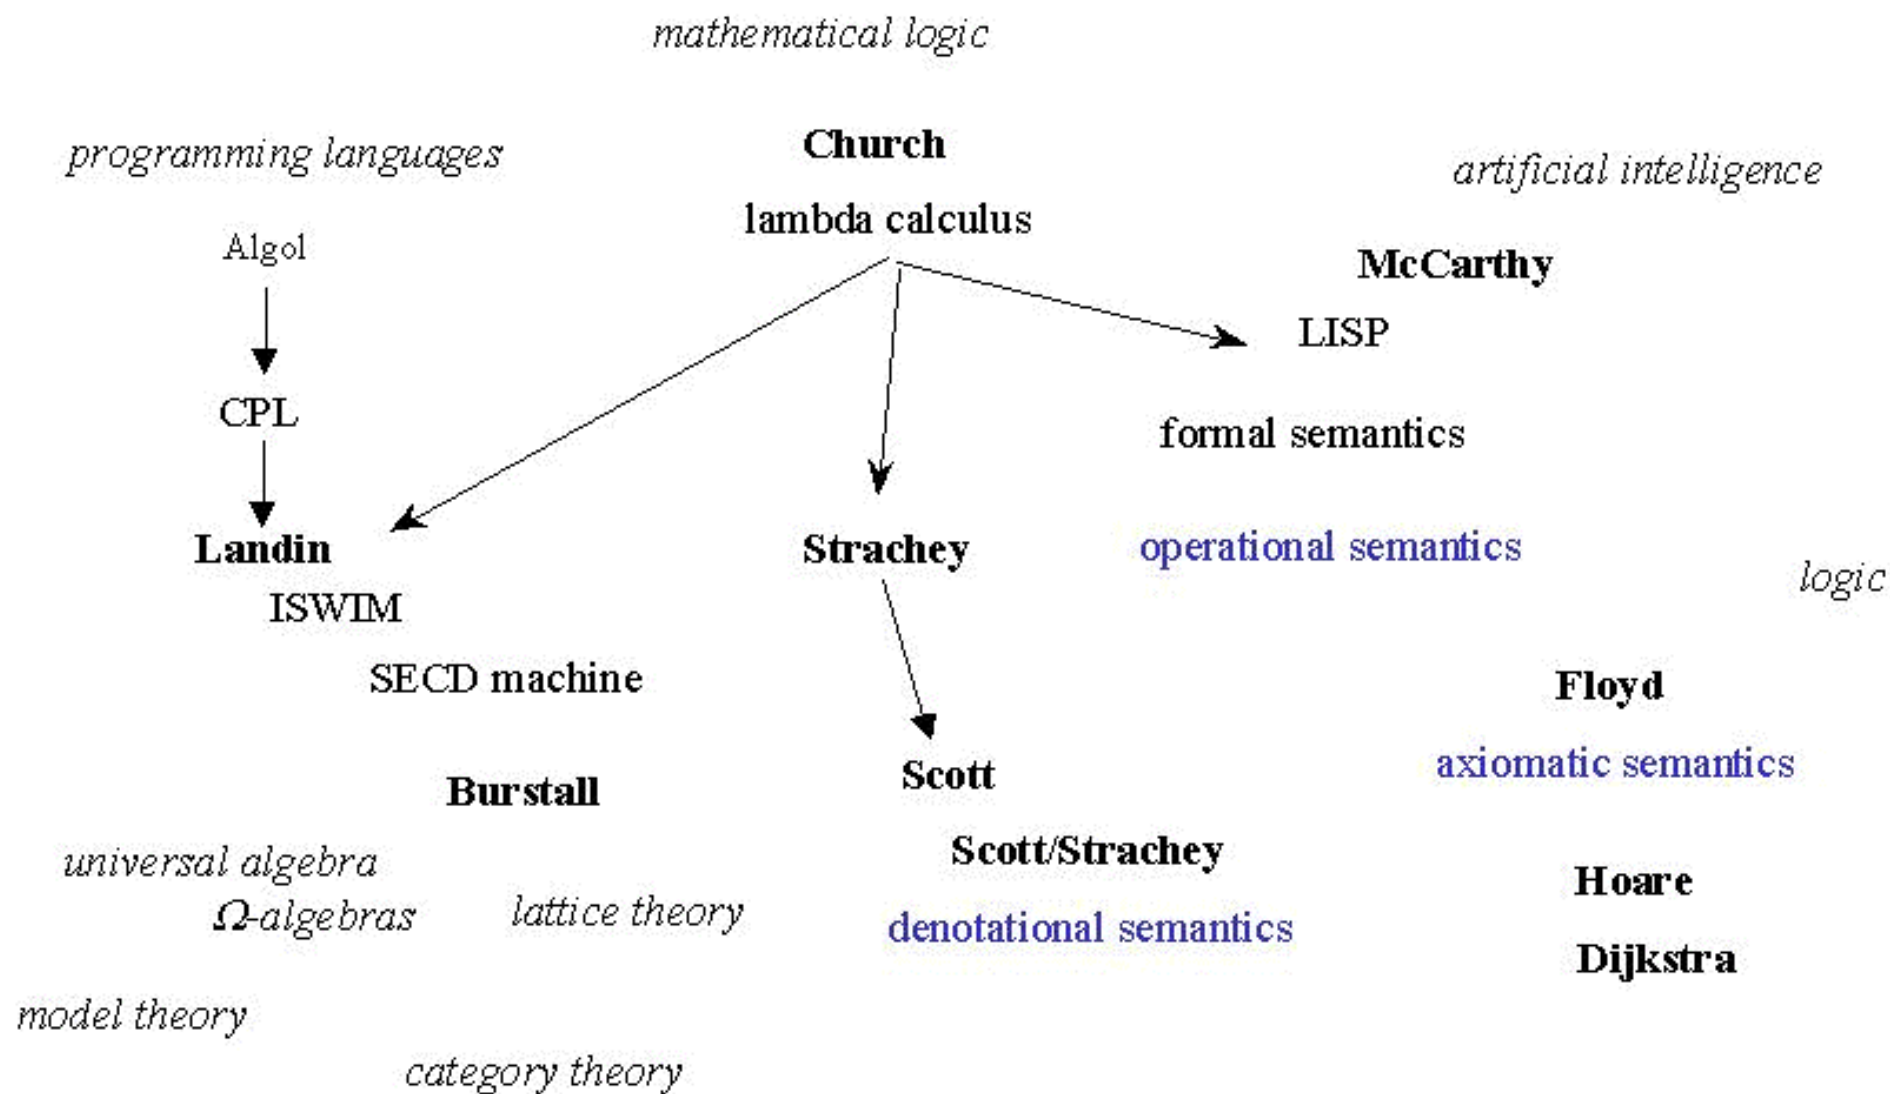 mathematical logic
Church
programming languages
artificial intelligence
lambda calculus
Algol
McCarthy
LISP
CPL
formal semantics
Landin
Strachey
operational semantics
logic
ISWIM
SECD machine
Floyd
axiomatic semantics
Scott
Burstall
Scott/Strachey
universal algebra
Hoare
Ω-algebras
lattice theory
denotational semantics
Dijkstra
model theory
category theory